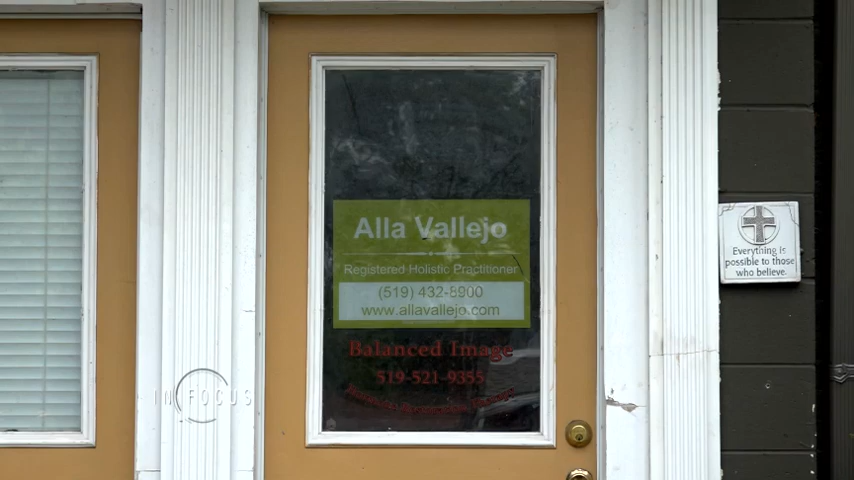 Alla Vallejo
Registered Holistic Practitioner
(519) 432-8900
www.allavallejo.com
Balanced Image
519-521-9355
Everything is
possible to those
who believe.
IN FOCUS